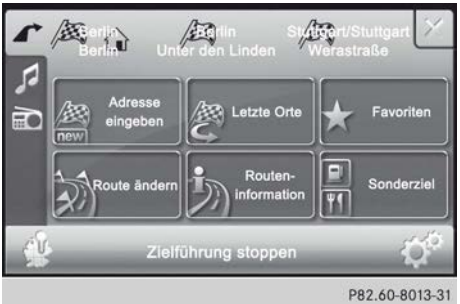 Berlin
Berlin
Berlin
Unter den Linden
Stuttgart/Stuttgart
Werastraße
Adresse
eingeben
new
Letzte Orte
Favoriten
Route ändern
Routen-
information
Sonderziel
Zielführung stoppen
P82.60-8013-31